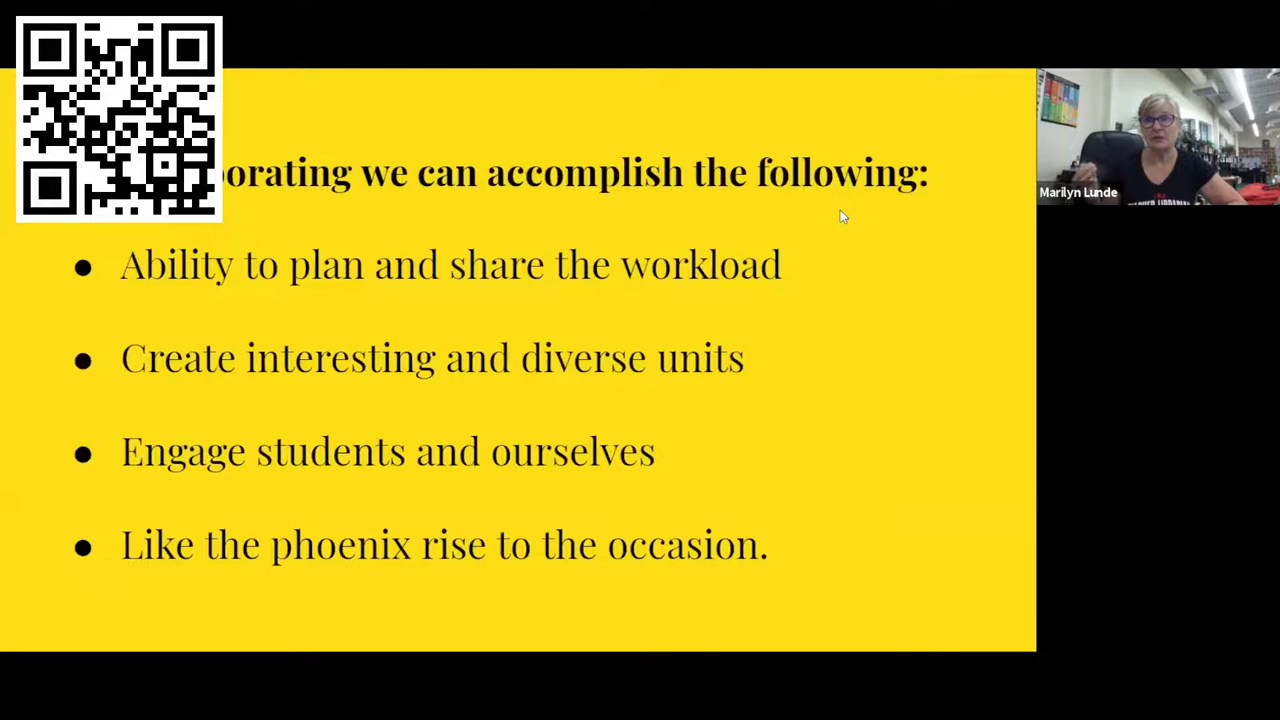 orating we can accomplish the following:
Marilyn Lunde
● Ability to plan and share the workload
● Create interesting and diverse units
● Engage students and ourselves
● Like the phoenix rise to the occasion.